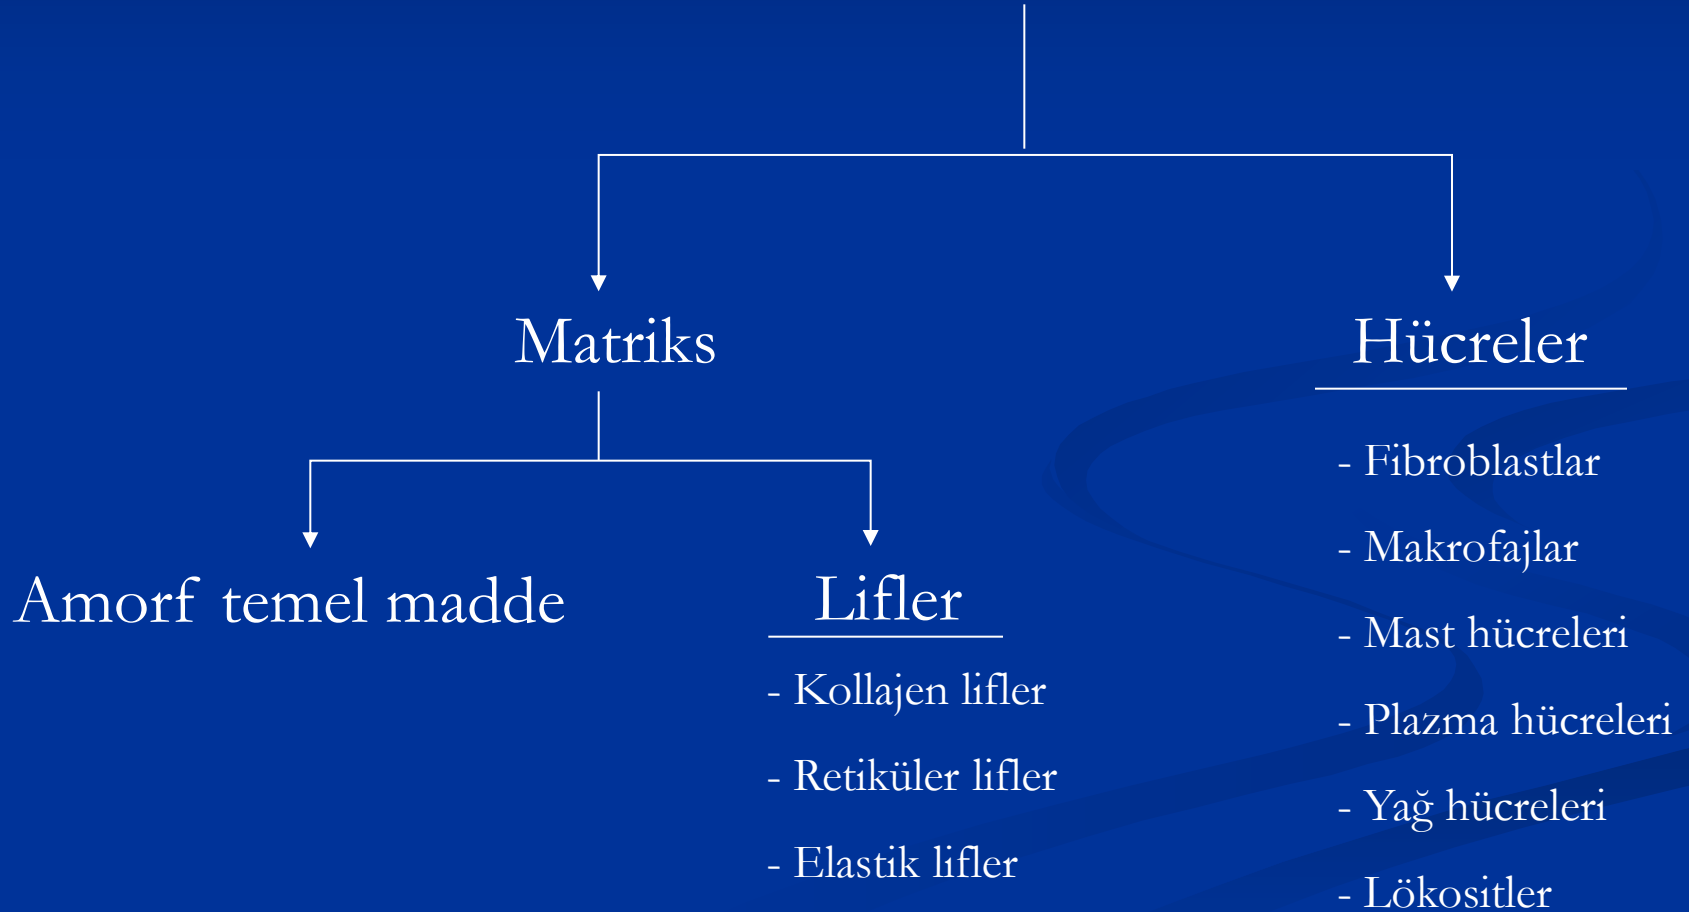 Matriks
Hücreler
Amorf temel madde
Lifler
- Kollajen lifler
- Retiküler lifler
- Elastik lifler
- Fibroblastlar
- Makrofajlar
- Mast hücreleri
- Plazma hücreleri
- Yağ hücreleri
- Lökositler